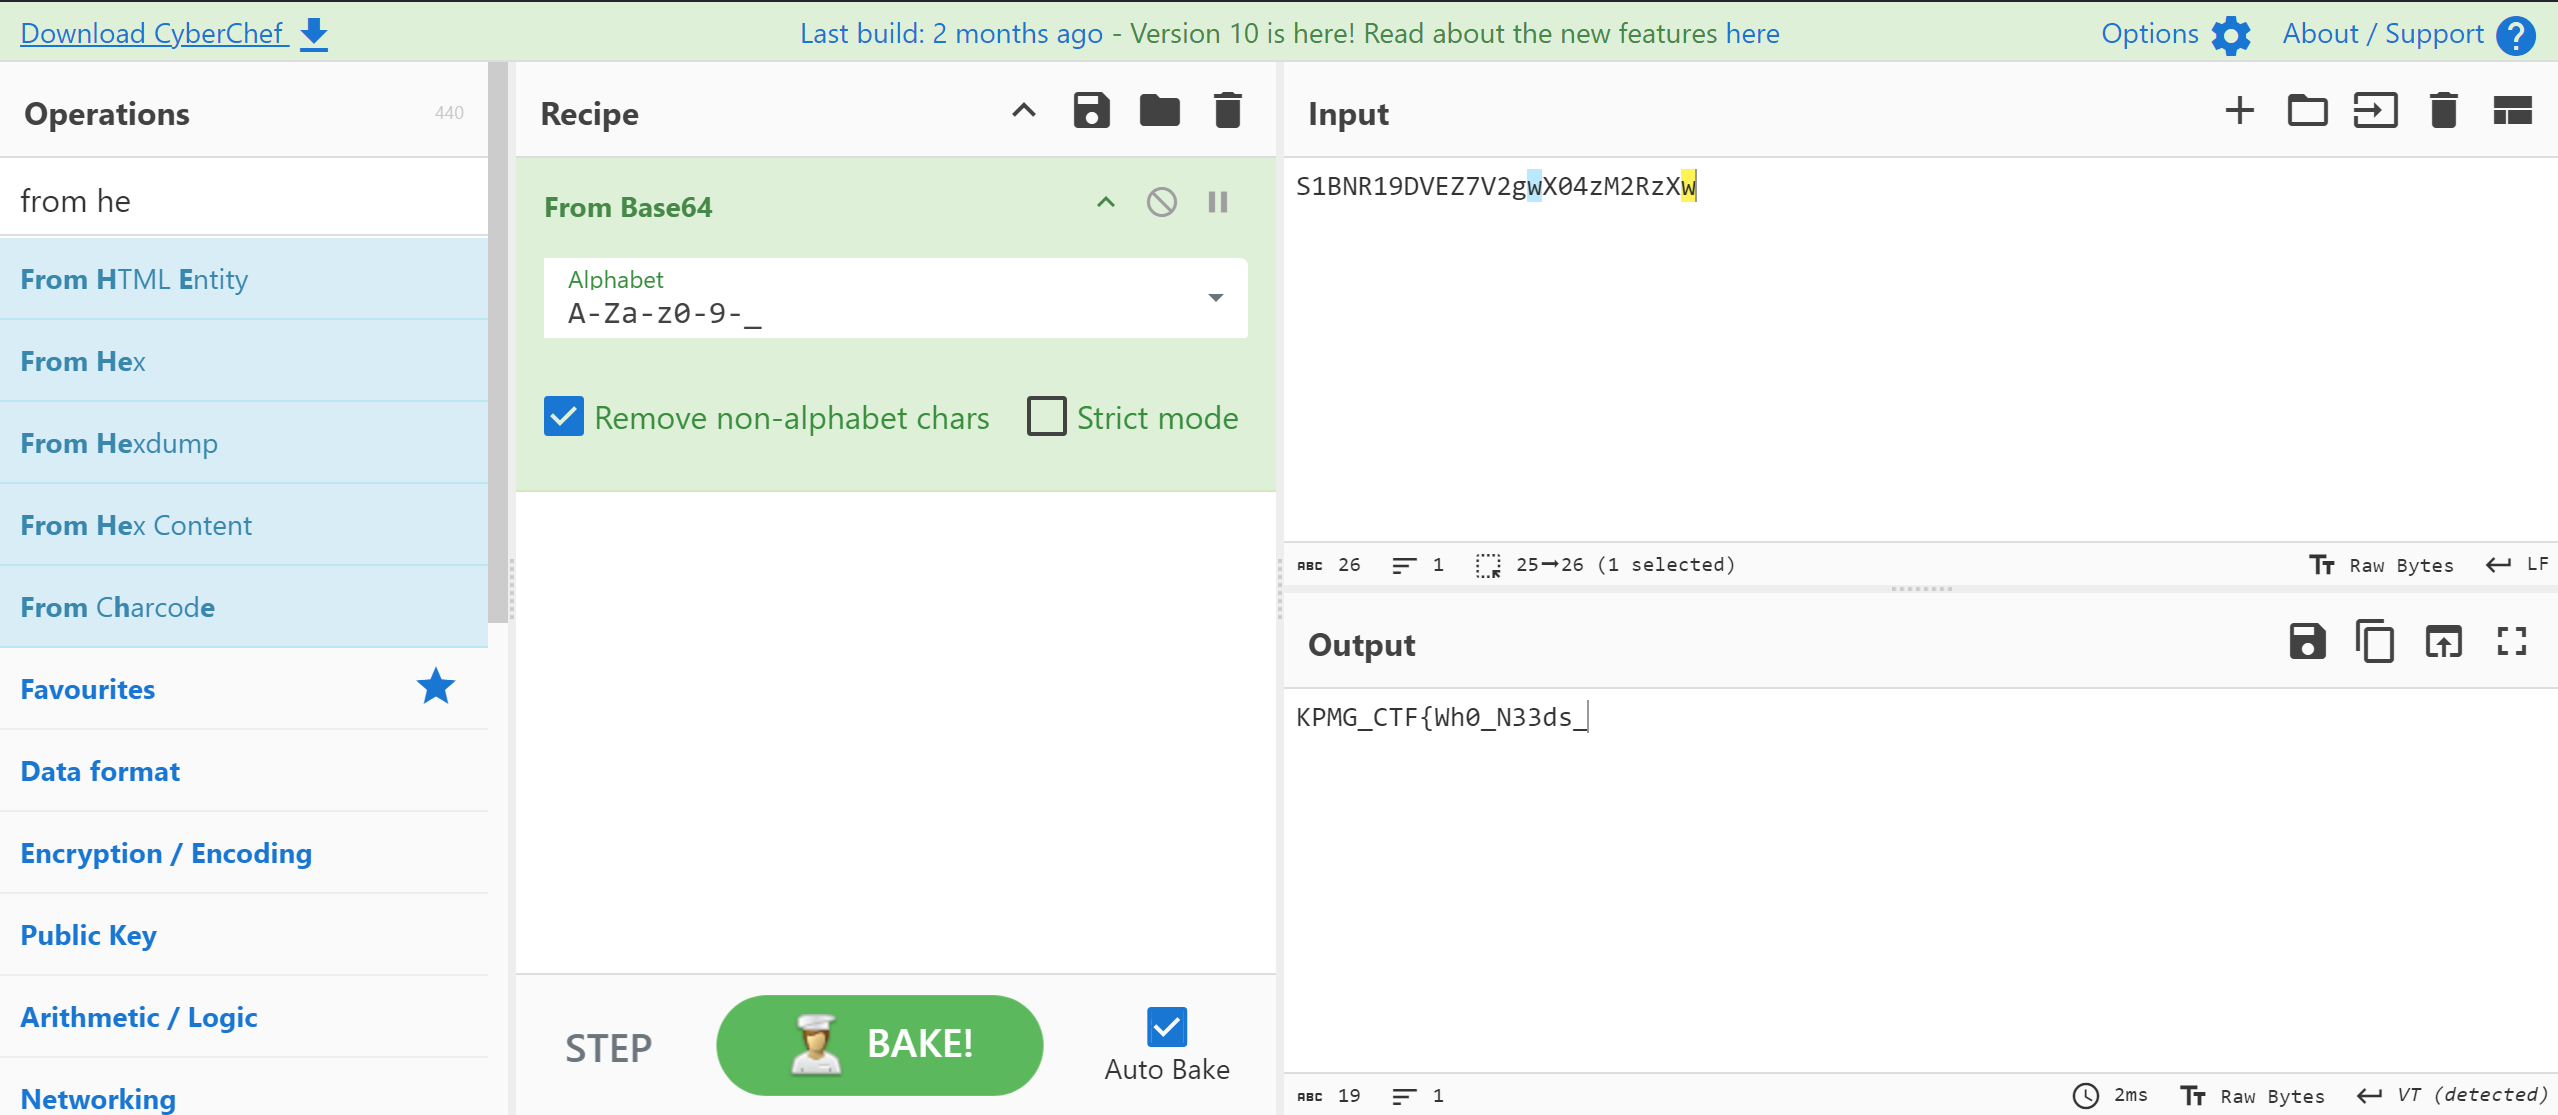 Download CyberChef
Last build: 2 months ago - Version 10 is here! Read about the new features here
Options
About / Support
Operations
440
from he
From HTML Entity
From Hex
From Hexdump
From Hex Content
From Charcode
Favourites
Data format
Encryption / Encoding
Public Key
Arithmetic / Logic
Networking
Recipe
From Base64
Alphabet
A-Za-z0-9-_
Remove non-alphabet chars
Strict mode
STEP
BAKE!
Auto Bake
Input
S1BNR19DVEZ7V2gwX04zM2RzXw
ABC 26
1
25→26 (1 selected)
Tт Raw Bytes
LF
Output
KPMG_CTF{Wh0_N33ds_
ABC 19
1
2ms
Tт Raw Bytes
VT (detected)